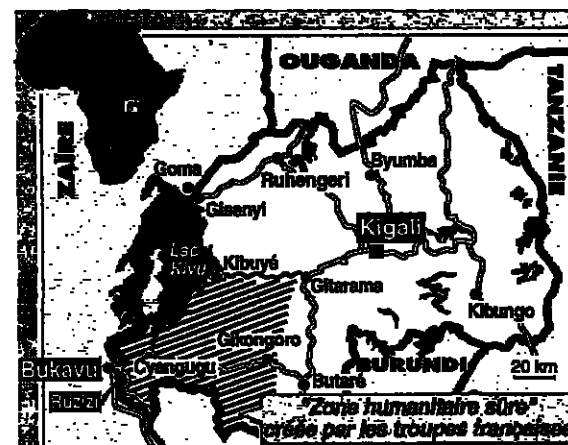 OUGANDA
TANZANIE
ZAÏRE
Goma
Ruhengeri
Byumba
Gisenyi
Kigali
Lac
Kivu
Kibuyé
Gitarama
Kibungo
Gikongoro
BURUNDI
Bukavu
Cyangugu
20 km
Butaré
"Zone humanitaire sûre"
créée par les troupes françaises